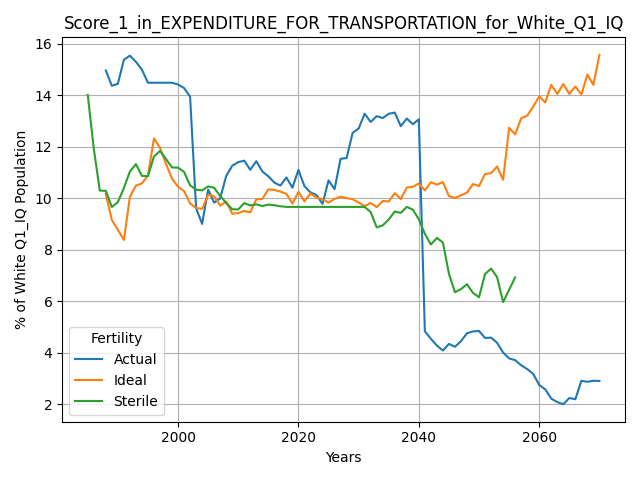 Score_1_in_EXPENDITURE_FOR_TRANSPORTATION_for_White_Q1_IQ
16
14
12
10
8
6
4
2
% of White Q1_IQ Population
Fertility
Actual
Ideal
Sterile
2000
2020
2040
2060
Years